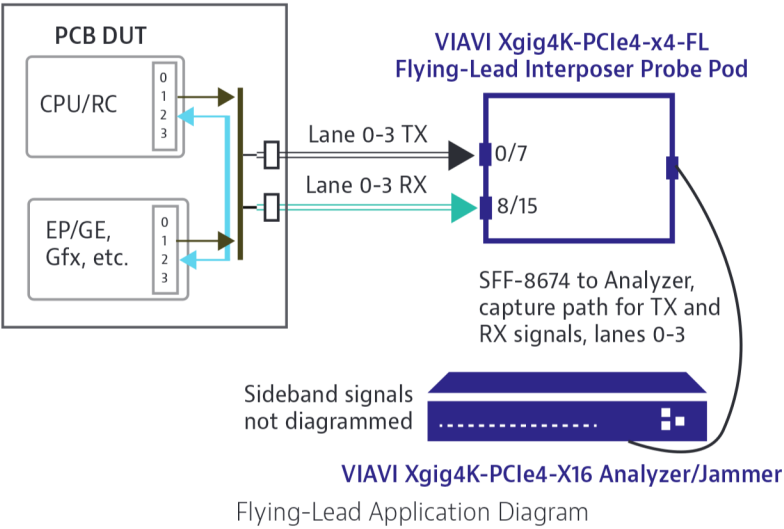 PCB DUT
CPU/RC
0
1
2
3
EP/GE,
Gfx, etc.
0
1
2
3
Lane 0-3 TX
Lane 0-3 RX
VIAVI Xgig4K-PCIe4-x4-FL
Flying-Lead Interposer Probe Pod
0/7
8/15
SFF-8674 to Analyzer,
capture path for TX and
RX signals, lanes 0-3
Sideband signals
not diagrammed
VIAVI Xgig4K-PCIe4-X16 Analyzer/Jammer
Flying-Lead Application Diagram